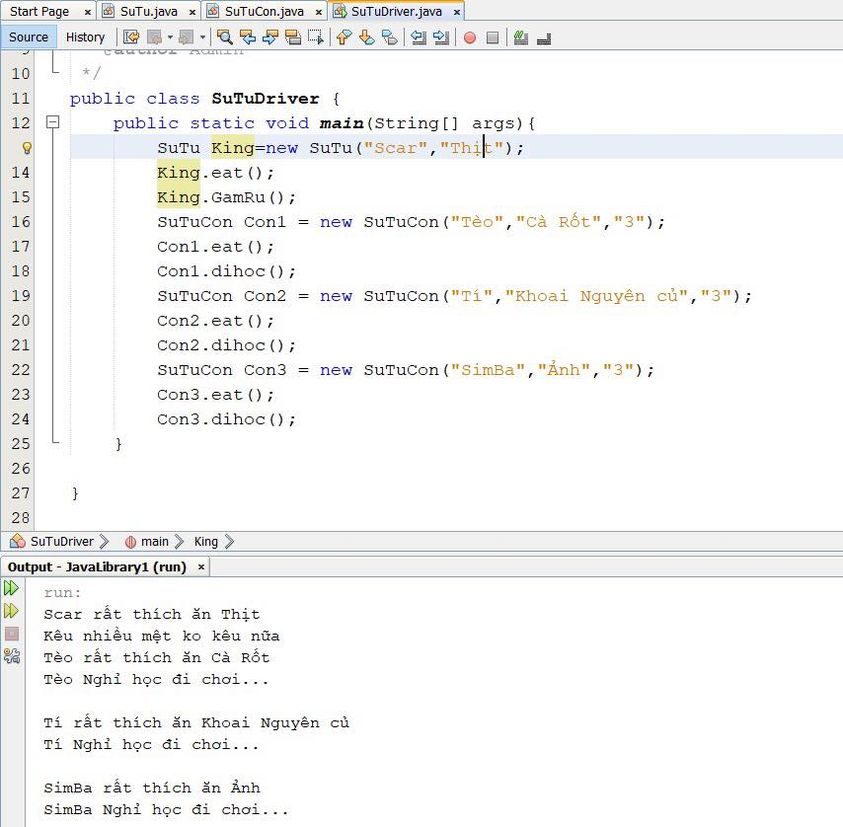 Start Page × SuTu.java × SuTuCon.java × SuTuDriver.java ×
Source History
10 */
11 public class SuTuDriver {
12 public static void main(String[] args){
SuTu King=new SuTu("Scar","Thịt");
14 King.eat();
15 King.GamRu();
16 SuTuCon Con1 = new SuTuCon("Tèo","Cà Rốt","3");
17 Con1.eat();
18 Con1.dihoc();
19 SuTuCon Con2 = new SuTuCon("Tí","Khoai Nguyên củ","3");
20 Con2.eat();
21 Con2.dihoc();
22 SuTuCon Con3 = new SuTuCon("SimBa","Ảnh","3");
23 Con3.eat();
24 Con3.dihoc();
25 }
26
27 }
28
SuTuDriver main King
Output - JavaLibrary1 (run) ×
run:
Scar rất thích ăn Thịt
Kêu nhiều mệt ko kêu nữa
Tèo rất thích ăn Cà Rốt
Tèo Nghỉ học đi chơi...
Tí rất thích ăn Khoai Nguyên củ
Tí Nghỉ học đi chơi...
SimBa rất thích ăn Ảnh
SimBa Nghỉ học đi chơi...